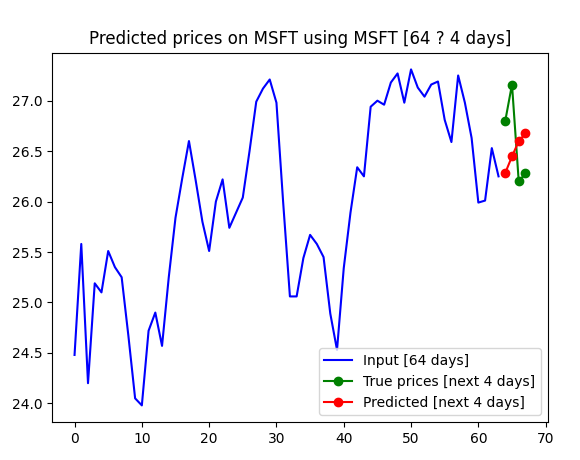 Predicted prices on MSFT using MSFT [64 ? 4 days]
27.0
26.5
26.0
25.5
25.0
24.5
24.0
Input [64 days]
True prices [next 4 days]
Predicted [next 4 days]
0 10 20 30 40 50 60 70